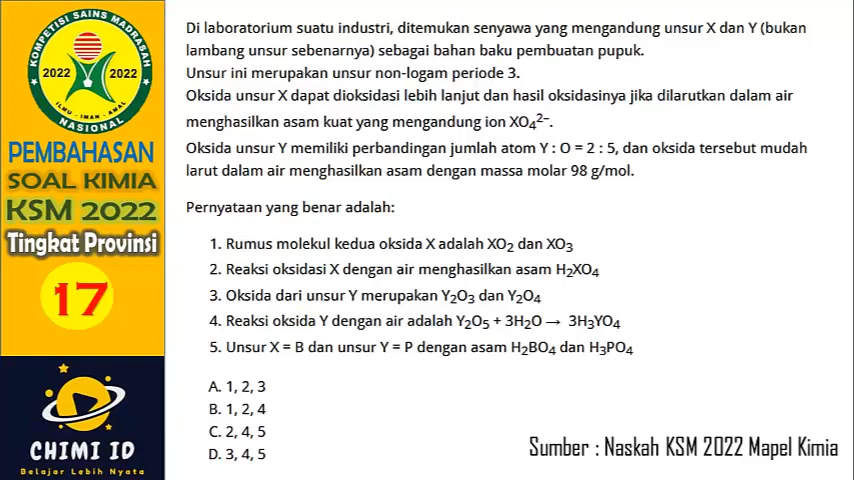 KOMPETISI SAINS MADRASAH
2022 2022
ILMU - IMAN - AMAL
NASIONAL
PEMBAHASAN
SOAL KIMIA
KSM 2022
Tingkat Provinsi
17
CHIMI ID
Belajar Lebih Nyata
Di laboratorium suatu industri, ditemukan senyawa yang mengandung unsur X dan Y (bukan
lambang unsur sebenarnya) sebagai bahan baku pembuatan pupuk.
Unsur ini merupakan unsur non-logam periode 3.
Oksida unsur X dapat dioksidasi lebih lanjut dan hasil oksidasinya jika dilarutkan dalam air
menghasilkan asam kuat yang mengandung ion XO₄²⁻.
Oksida unsur Y memiliki perbandingan jumlah atom Y : O = 2 : 5, dan oksida tersebut mudah
larut dalam air menghasilkan asam dengan massa molar 98 g/mol.
Pernyataan yang benar adalah:
1. Rumus molekul kedua oksida X adalah XO₂ dan XO₃
2. Reaksi oksidasi X dengan air menghasilkan asam H₂XO₄
3. Oksida dari unsur Y merupakan Y₂O₃ dan Y₂O₄
4. Reaksi oksida Y dengan air adalah Y₂O₅ + 3H₂O → 3H₃YO₄
5. Unsur X = B dan unsur Y = P dengan asam H₂BO₄ dan H₃PO₄
A. 1, 2, 3
B. 1, 2, 4
C. 2, 4, 5
D. 3, 4, 5
Sumber : Naskah KSM 2022 Mapel Kimia